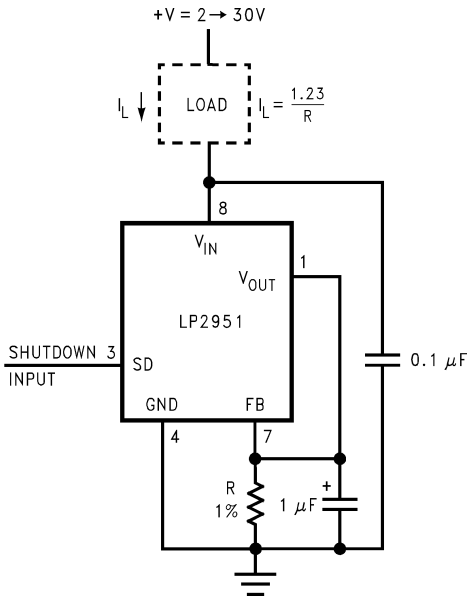 +V = 2→30V
I_L ↓
LOAD
I_L = 1.23
R
8
V_IN
1
V_OUT
LP2951
SHUTDOWN 3
INPUT
SD
0.1 μF
GND
FB
4
7
R
1%
+
1 μF